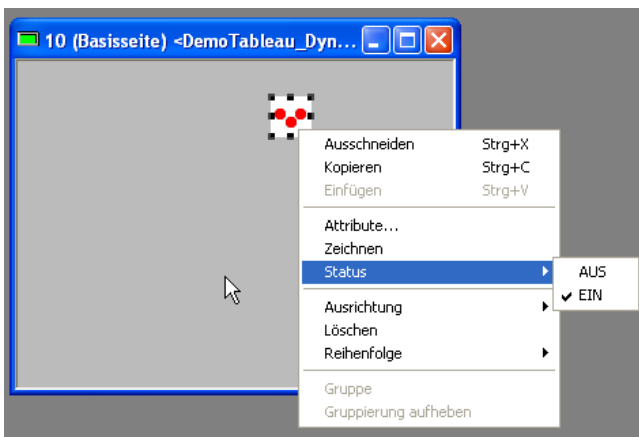 10 (Basisseite) <DemoTableau_Dyn...
Ausschneiden Strg+X
Kopieren Strg+C
Einfügen Strg+V
Attribute...
Zeichnen
Status
AUS
EIN
Ausrichtung
Löschen
Reihenfolge
Gruppe
Gruppierung aufheben